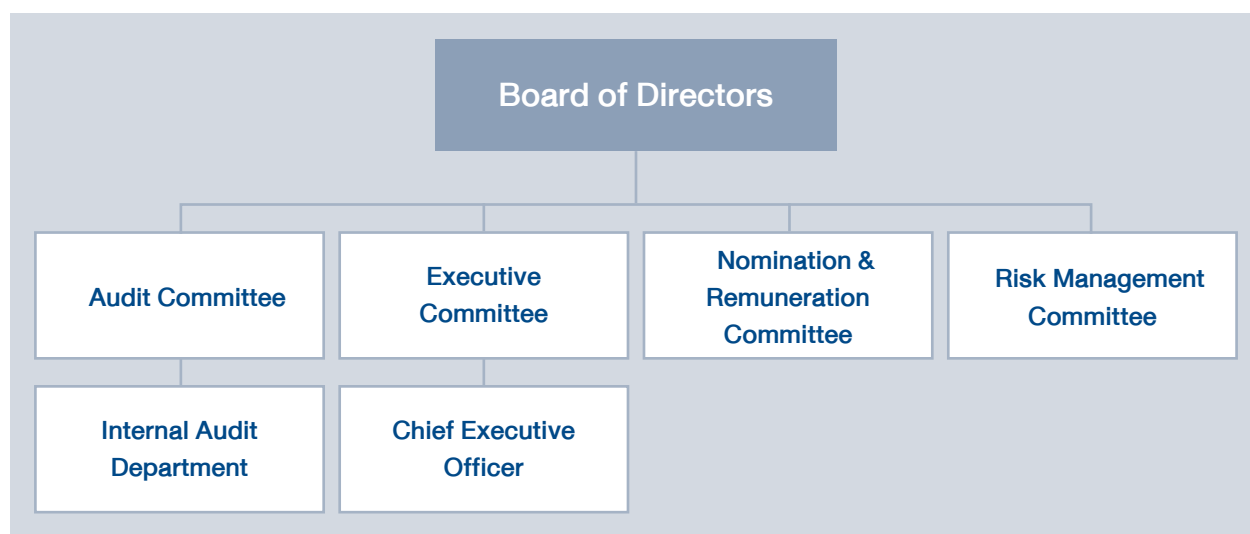 Board of Directors
Audit Committee
Executive
Committee
Nomination &
Remuneration
Committee
Risk Management
Committee
Internal Audit
Department
Chief Executive
Officer